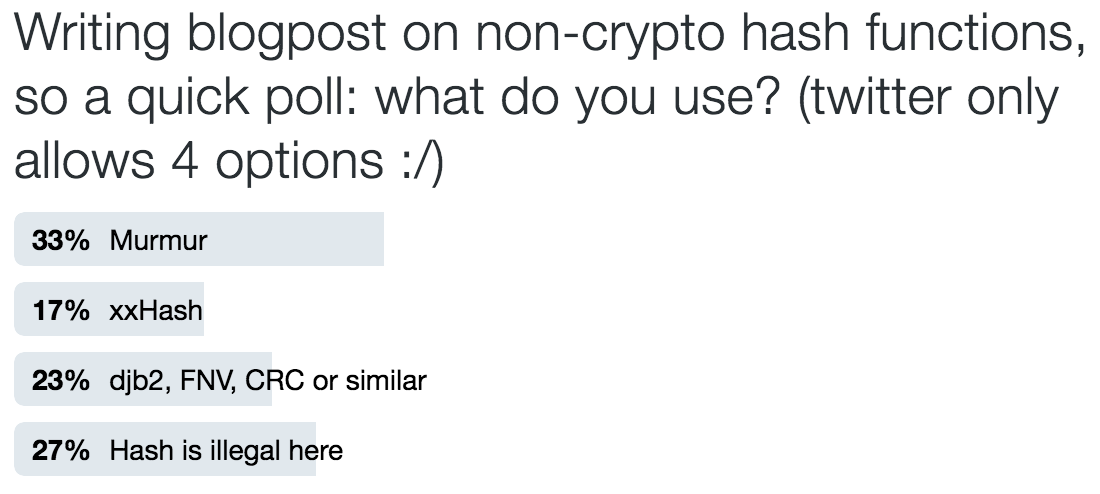 Writing blogpost on non-crypto hash functions,
so a quick poll: what do you use? (twitter only
allows 4 options :/)
33% Murmur
17% xxHash
23% djb2, FNV, CRC or similar
27% Hash is illegal here